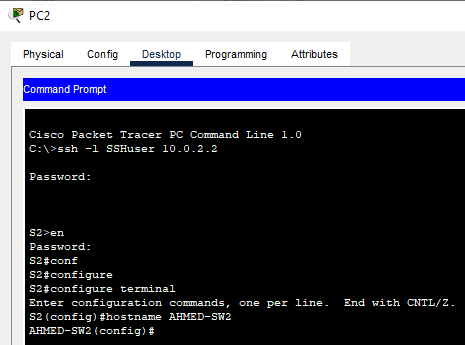 PC2
Physical Config Desktop Programming Attributes
Command Prompt
Cisco Packet Tracer PC Command Line 1.0
C:\>ssh -l SSHuser 10.0.2.2
Password:
S2>en
Password:
S2#conf
S2#configure
S2#configure terminal
Enter configuration commands, one per line.  End with CNTL/Z.
S2(config)#hostname AHMED-SW2
AHMED-SW2(config)#